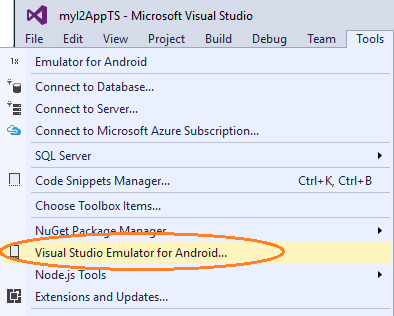 myI2AppTS - Microsoft Visual Studio
File Edit View Project Build Debug Team Tools
1x Emulator for Android
Connect to Database...
Connect to Server...
Connect to Microsoft Azure Subscription...
SQL Server
Code Snippets Manager... Ctrl+K, Ctrl+B
Choose Toolbox Items...
NuGet Package Manager
Visual Studio Emulator for Android...
Node.js Tools
Extensions and Updates...